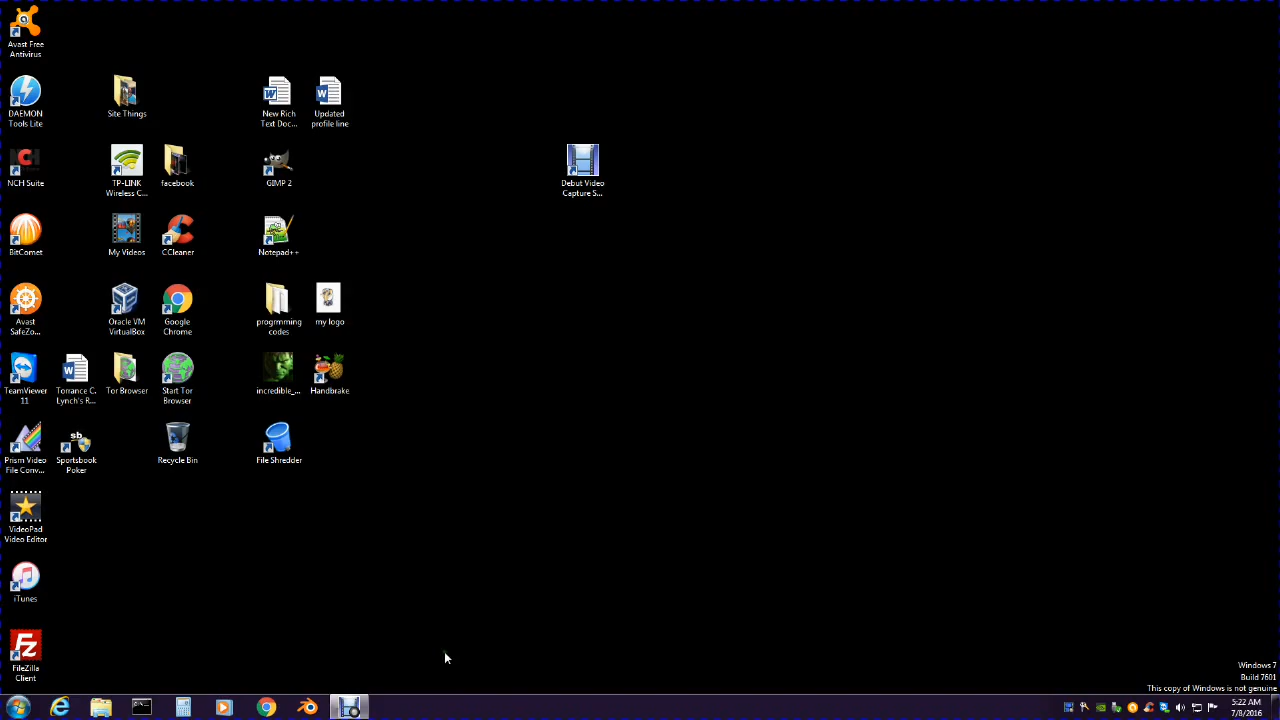 Avast Free
Antivirus
DAEMON
Tools Lite
Site Things
New Rich
Text Doc...
Updated
profile line
NCH
NCH Suite
TP-LINK
Wireless C...
facebook
GIMP 2
Debut Video
Capture S...
BitComet
My Videos
CCleaner
Notepad++
Avast
SafeZo...
Oracle VM
VirtualBox
Google
Chrome
progrmming
codes
my logo
TeamViewer
11
Torrance C.
Lynch's R...
Tor Browser
Start Tor
Browser
incredible_...
Handbrake
sb
Prism Video
File Conv...
Sportsbook
Poker
Recycle Bin
File Shredder
VideoPad
Video Editor
iTunes
Fz
FileZilla
Client
Windows 7
Build 7601
This copy of Windows is not genuine
5:22 AM
7/8/2016